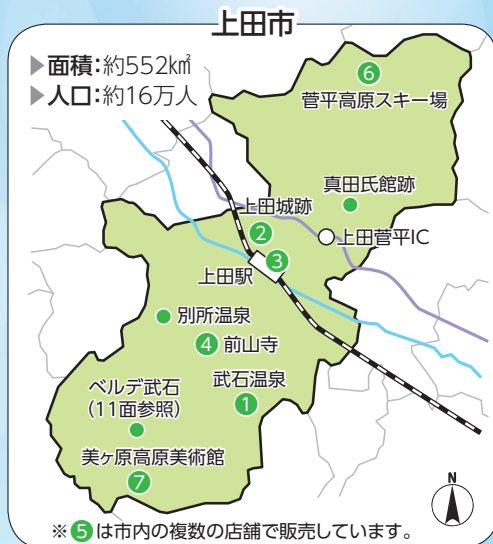 上田市
▶面積:約552㎢
▶人口:約16万人
6
菅平高原スキー場
真田氏館跡
上田城跡
2
上田菅平IC
3
上田駅
別所温泉
4 前山寺
武石温泉
1
ベルデ武石
(11面参照)
美ヶ原高原美術館
7
N
※5は市内の複数の店舗で販売しています。